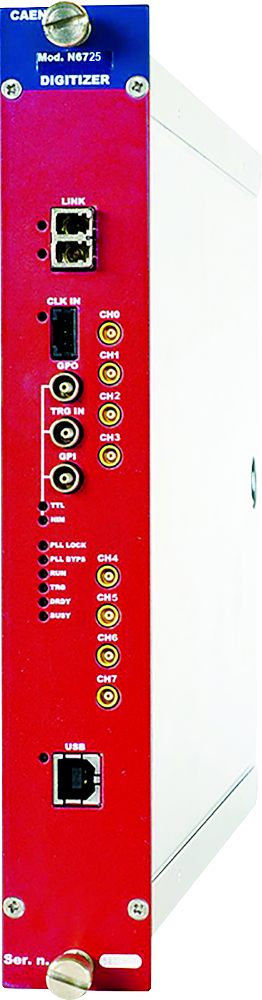 CAEN
Mod. N6725
DIGITIZER
LINK
CLK IN
CH0
CH1
GPO
CH2
TRG IN
CH3
GPI
TTL
NIM
PLL LOCK
PLL BYPS
CH4
RUN
TRG
DRDY
CH5
BUSY
CH6
CH7
USB
Ser. n.